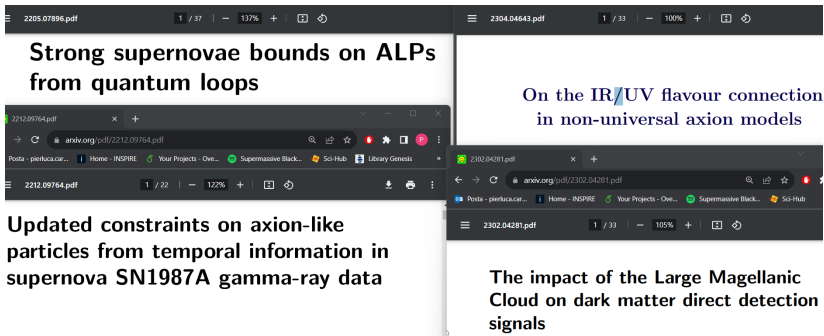 2205.07896.pdf 1 / 37 | − 137% +
Strong supernovae bounds on ALPs
from quantum loops
2212.09764.pdf × +
arxiv.org/pdf/2212.09764.pdf P
Posta - pierluca.car... Home - INSPIRE Your Projects - Ove... Supermassive Black... Sci-Hub Library Genesis »
2212.09764.pdf 1 / 22 | − 122% +
Updated constraints on axion-like
particles from temporal information in
supernova SN1987A gamma-ray data
2304.04643.pdf 1 / 33 | − 100% +
On the IR/UV flavour connection
in non-universal axion models
2302.04281.pdf × +
arxiv.org/pdf/2302.04281.pdf
Posta - pierluca.car... Home - INSPIRE Your Projects - Ove... Supermassive Black... Sci-Hub
2302.04281.pdf 1 / 33 | − 105% +
The impact of the Large Magellanic
Cloud on dark matter direct detection
signals